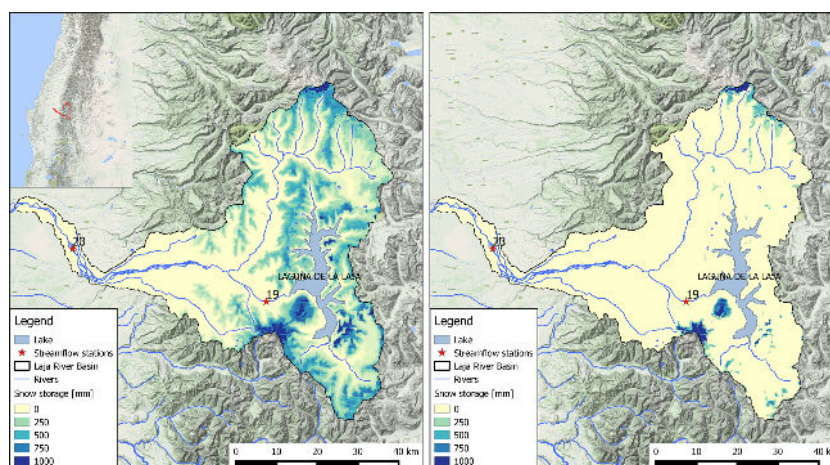 20
LAGUNA DE LA LAJA
19
Legend
Lake
Streamflow stations
Laja River Basin
Rivers
Snow storage [mm]
0
250
500
750
1000
0 10 20 30 40 km
LAGUNA DE LA LAJA
19
Legend
Lake
Streamflow stations
Laja River Basin
Rivers
Snow storage [mm]
0
250
500
750
1000
0 10 20 30 40 km